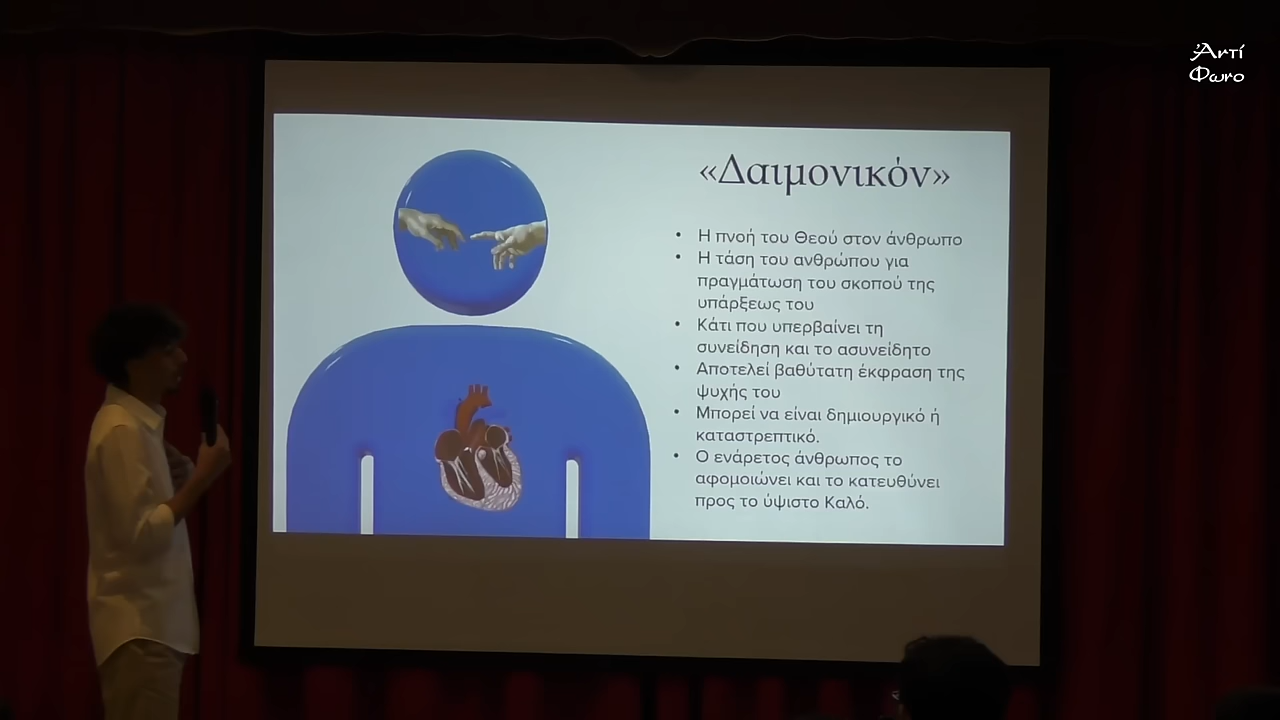 Ἀντί
Φωνο
«Δαιμονικόν»
• Η πνοή του Θεού στον άνθρωπο
• Η τάση του ανθρώπου για
πραγμάτωση του σκοπού της
υπάρξεως του
• Κάτι που υπερβαίνει τη
συνείδηση και το ασυνείδητο
• Αποτελεί βαθύτατη έκφραση της
ψυχής του
• Μπορεί να είναι δημιουργικό ή
καταστρεπτικό.
• Ο ενάρετος άνθρωπος το
αφομοιώνει και το κατευθύνει
προς το ύψιστο Καλό.